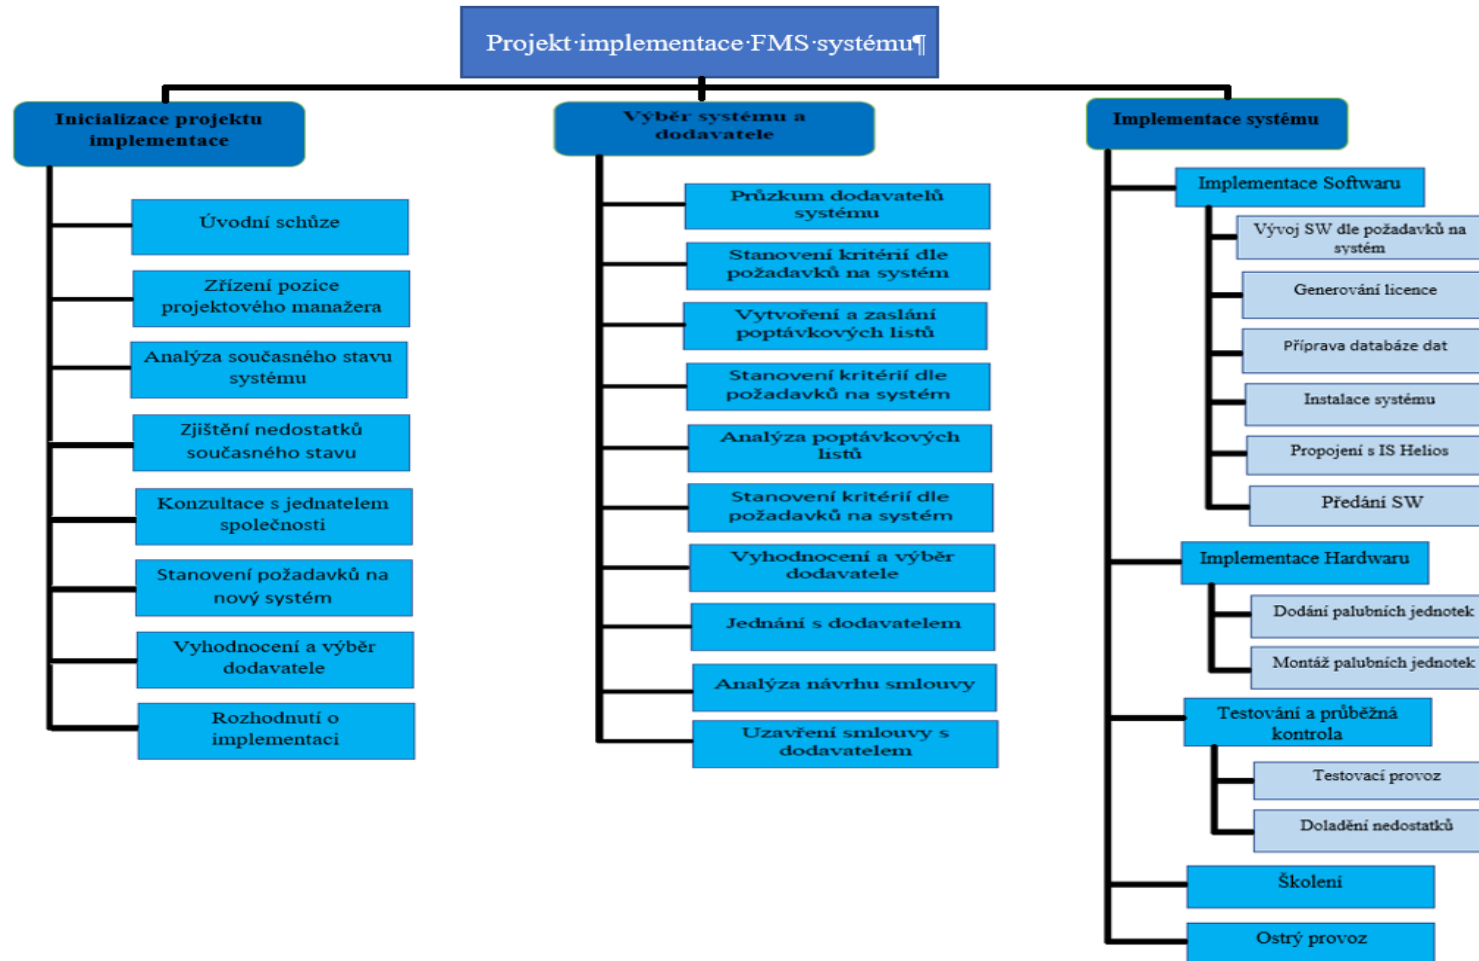 Projekt·implementace·FMS·systému¶
Inicializace projektu
implementace
Úvodní schůze
Zřízení pozice
projektového manažera
Analýza současného stavu
systému
Zjištění nedostatků
současného stavu
Konzultace s jednatelem
společnosti
Stanovení požadavků na
nový systém
Vyhodnocení a výběr
dodavatele
Rozhodnutí o
implementaci
Výběr systému a
dodavatele
Průzkum dodavatelů
systému
Stanovení kritérií dle
požadavků na systém
Vytvoření a zaslání
poptávkových listů
Stanovení kritérií dle
požadavků na systém
Analýza poptávkových
listů
Stanovení kritérií dle
požadavků na systém
Vyhodnocení a výběr
dodavatele
Jednání s dodavatelem
Analýza návrhu smlouvy
Uzavření smlouvy s
dodavatelem
Implementace systému
Implementace Softwaru
Vývoj SW dle požadavků na
systém
Generování licence
Příprava databáze dat
Instalace systému
Propojení s IS Helios
Předání SW
Implementace Hardwaru
Dodání palubních jednotek
Montáž palubních jednotek
Testování a průběžná
kontrola
Testovací provoz
Doladění nedostatků
Školení
Ostrý provoz